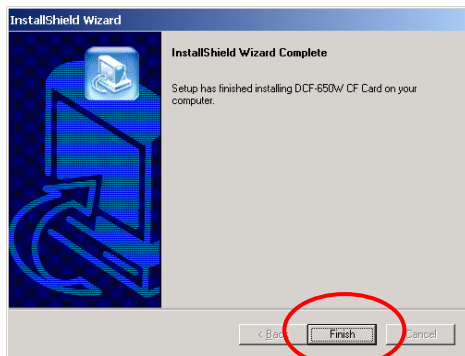 InstallShield Wizard
InstallShield Wizard Complete
Setup has finished installing DCF-650W CF Card on your
computer.
< Back Finish Cancel